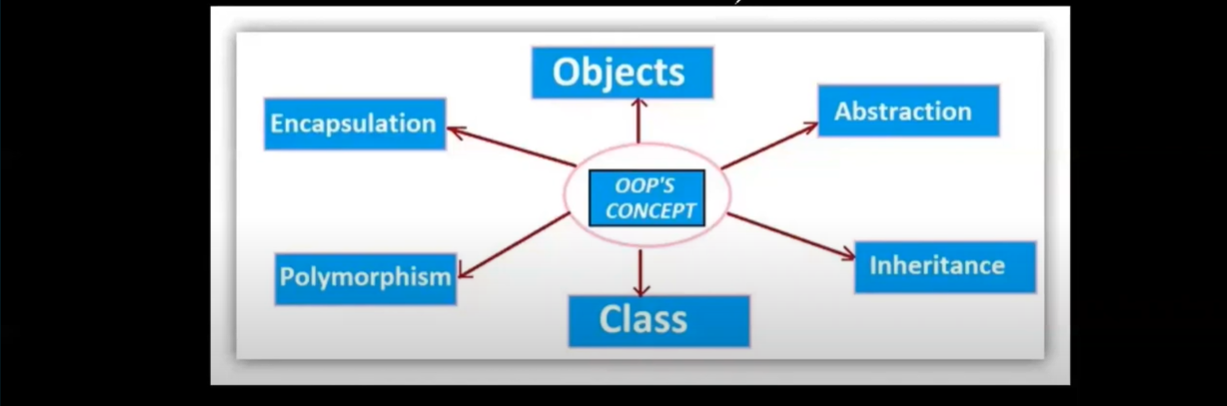 Objects
Encapsulation
Abstraction
OOP'S
CONCEPT
Polymorphism
Inheritance
Class